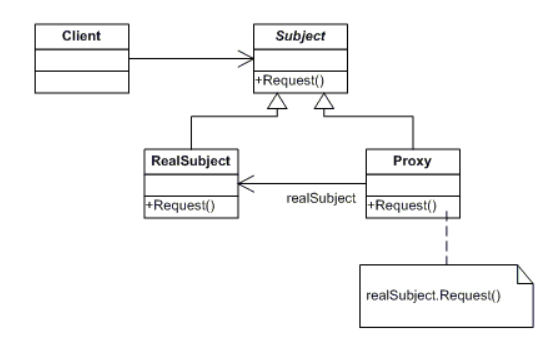 Client
Subject
+Request()
RealSubject
+Request()
realSubject
Proxy
+Request()
realSubject.Request()